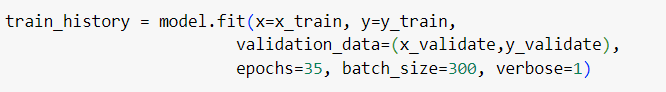 train_history = model.fit(x=x_train, y=y_train,
validation_data=(x_validate,y_validate),
epochs=35, batch_size=300, verbose=1)